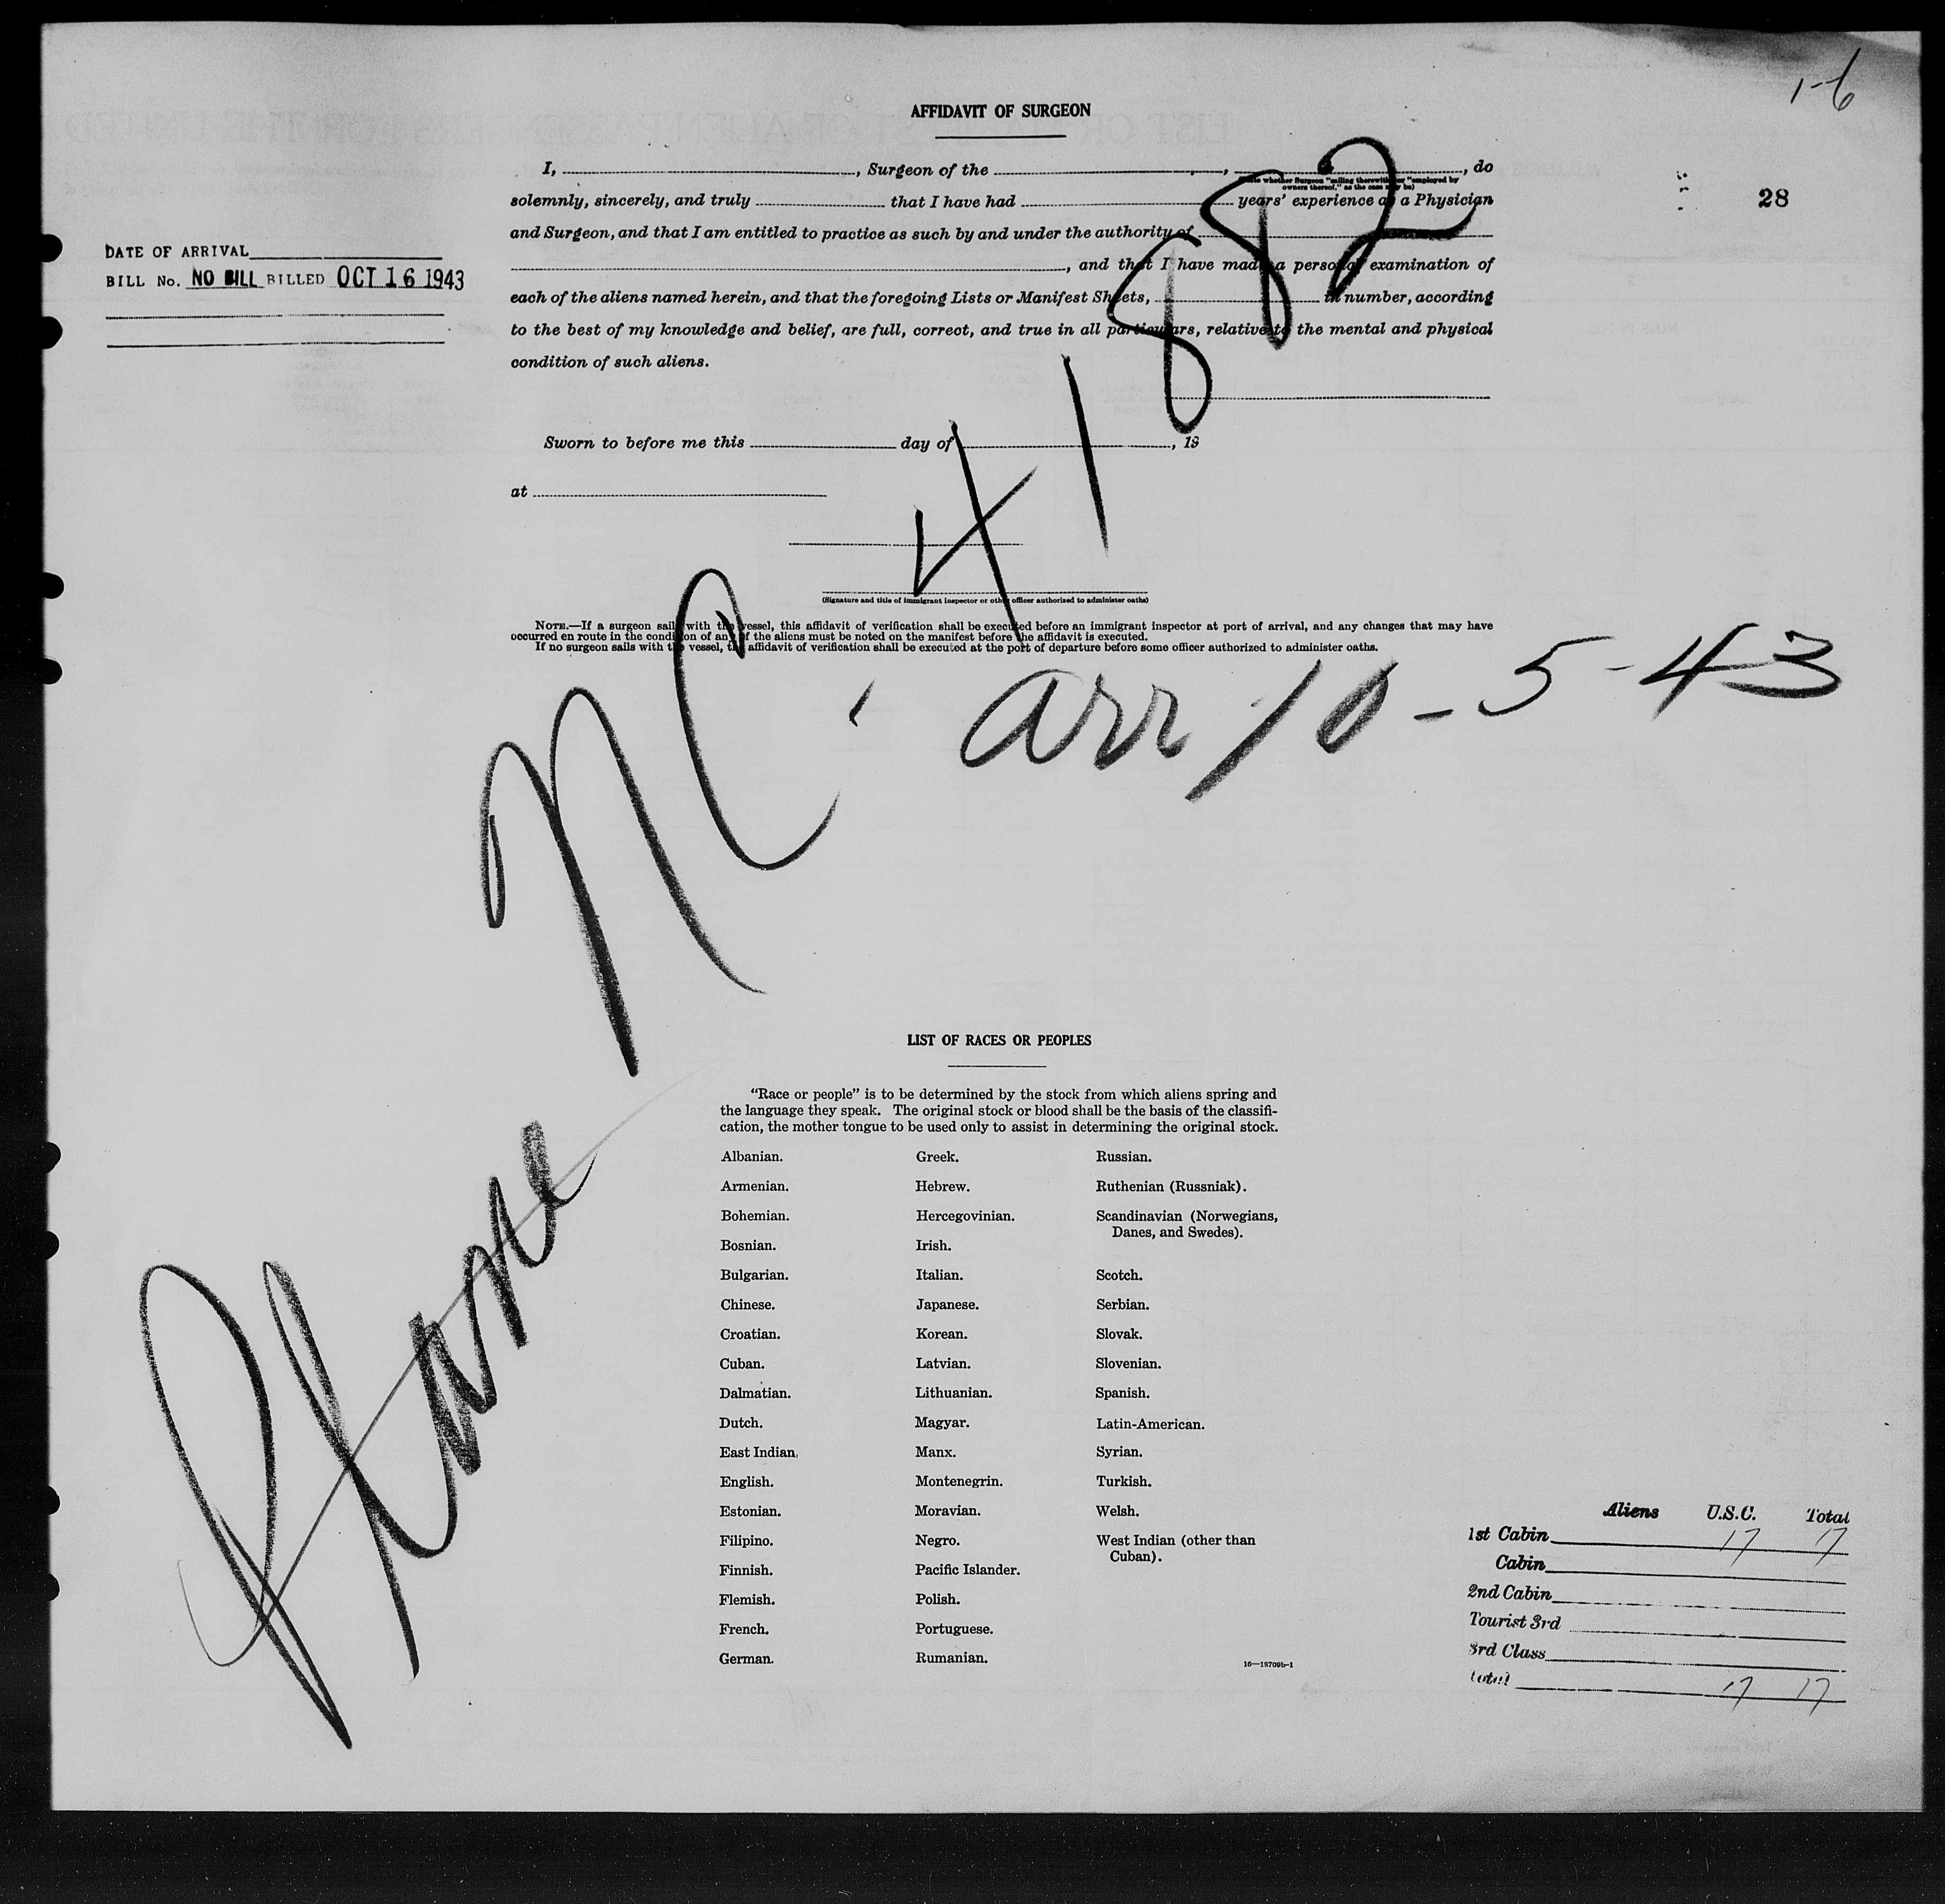 1-6
AFFIDAVIT OF SURGEON
I, , Surgeon of the , , do
(State whether Surgeon "sailing therewith," or "employed by
owners thereof," as the case may be)
solemnly, sincerely, and truly that I have had years' experience as a Physician
28
and Surgeon, and that I am entitled to practice as such by and under the authority of
, and that I have made a personal examination of
each of the aliens named herein, and that the foregoing Lists or Manifest Sheets, in number, according
to the best of my knowledge and belief, are full, correct, and true in all particulars, relative to the mental and physical
condition of such aliens.
DATE OF ARRIVAL
BILL No. NO BILL BILLED OCT 16 1943
Sworn to before me this day of , 19
at
(Signature and title of immigrant inspector or other officer authorized to administer oaths)
NOTE.—If a surgeon sails with the vessel, this affidavit of verification shall be executed before an immigrant inspector at port of arrival, and any changes that may have
occurred en route in the condition of any of the aliens must be noted on the manifest before the affidavit is executed.
If no surgeon sails with the vessel, the affidavit of verification shall be executed at the port of departure before some officer authorized to administer oaths.
Plane NC 41882
arr 10-5-43
LIST OF RACES OR PEOPLES
"Race or people" is to be determined by the stock from which aliens spring and
the language they speak. The original stock or blood shall be the basis of the classifi-
cation, the mother tongue to be used only to assist in determining the original stock.
Albanian. Greek. Russian.
Armenian. Hebrew. Ruthenian (Russniak).
Bohemian. Hercegovinian. Scandinavian (Norwegians,
Danes, and Swedes).
Bosnian. Irish.
Bulgarian. Italian. Scotch.
Chinese. Japanese. Serbian.
Croatian. Korean. Slovak.
Cuban. Latvian. Slovenian.
Dalmatian. Lithuanian. Spanish.
Dutch. Magyar. Latin-American.
East Indian. Manx. Syrian.
English. Montenegrin. Turkish.
Estonian. Moravian. Welsh.
Filipino. Negro. West Indian (other than
Cuban).
Finnish. Pacific Islander.
Flemish. Polish.
French. Portuguese.
German. Rumanian.
16—18709b-1
Aliens U.S.C. Total
1st Cabin 17 17
Cabin
2nd Cabin
Tourist 3rd
3rd Class
Total 17 17